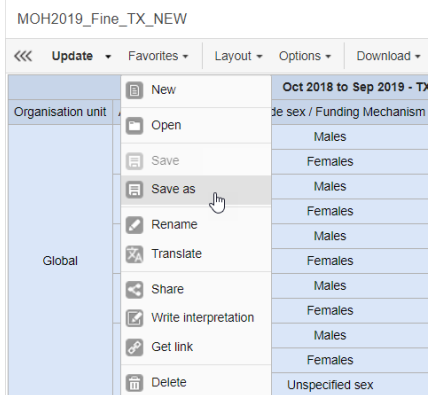 MOH2019_Fine_TX_NEW
Update Favorites Layout Options Download
New
Open
Save
Save as
Rename
Translate
Share
Write interpretation
Get link
Delete
Oct 2018 to Sep 2019 - TX
Organisation unit
sex / Funding Mechanism
Males
Females
Males
Females
Males
Global
Females
Males
Females
Males
Females
Unspecified sex